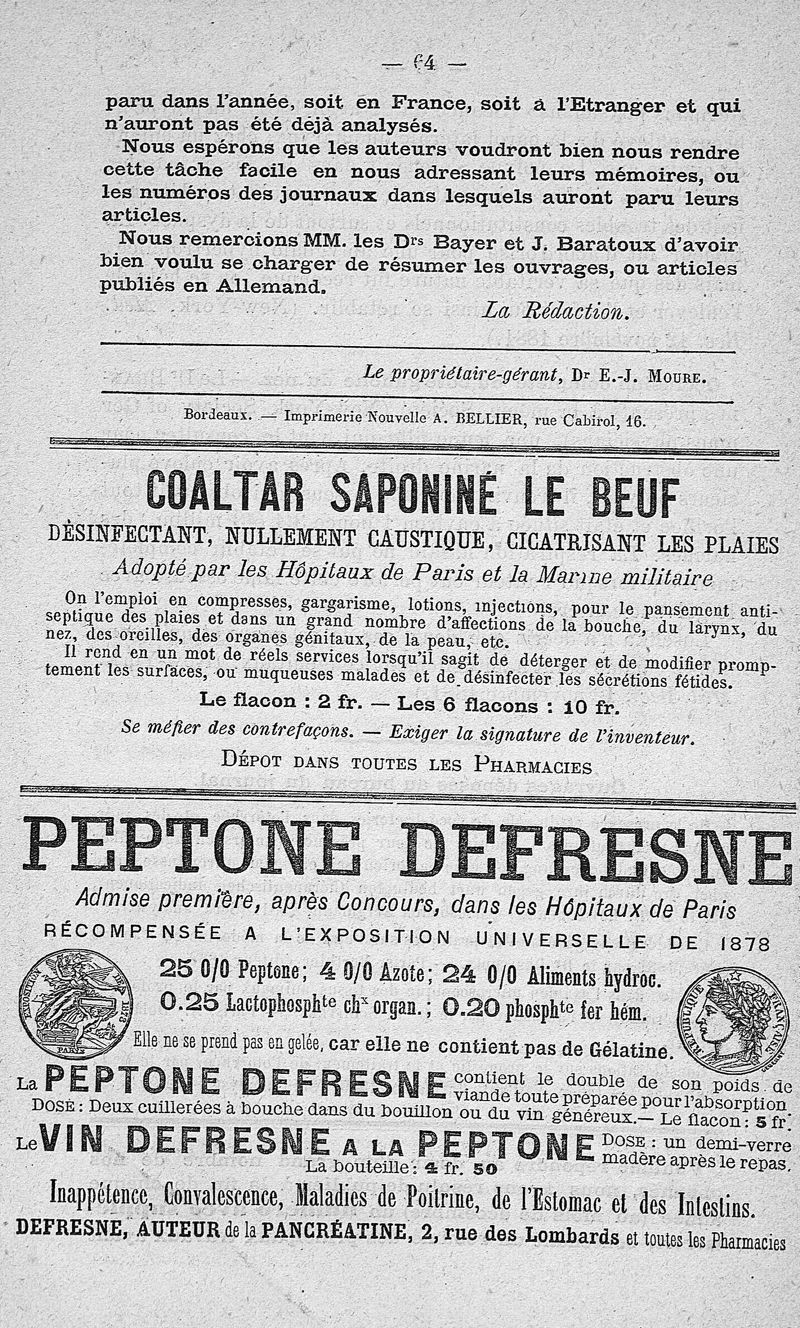 — 64 —
paru dans l'année, soit en France, soit à l'Etranger et qui
n'auront pas été déjà analysés.
Nous espérons que les auteurs voudront bien nous rendre
cette tâche facile en nous adressant leurs mémoires, ou
les numéros des journaux dans lesquels auront paru leurs
articles.
Nous remercions MM. les Drs Bayer et J. Baratoux d'avoir
bien voulu se charger de résumer les ouvrages, ou articles
publiés en Allemand.
La Rédaction.
Le propriétaire-gérant, Dr E.-J. MOURE.
Bordeaux. — Imprimerie Nouvelle A. BELLIER, rue Cabirol, 16.
COALTAR SAPONINÉ LE BEUF
DÉSINFECTANT, NULLEMENT CAUSTIQUE, CICATRISANT LES PLAIES
Adopté par les Hôpitaux de Paris et la Marine militaire
On l'emploi en compresses, gargarisme, lotions, injections, pour le pansement anti-
septique des plaies et dans un grand nombre d'affections de la bouche, du larynx, du
nez, des oreilles, des organes génitaux, de la peau, etc.
Il rend en un mot de réels services lorsqu'il sagit de déterger et de modifier promp-
tement les surfaces, ou muqueuses malades et de désinfecter les sécrétions fétides.
Le flacon : 2 fr. — Les 6 flacons : 10 fr.
Se méfier des contrefaçons. — Exiger la signature de l'inventeur.
DÉPOT DANS TOUTES LES PHARMACIES
PEPTONE DEFRESNE
Admise première, après Concours, dans les Hôpitaux de Paris
RÉCOMPENSÉE A L'EXPOSITION UNIVERSELLE DE 1878
25 0/0 Peptone; 4 0/0 Azote; 24 0/0 Aliments hydroc.
0.25 Lactophosphte chx organ.; 0.20 phosphte fer hém.
EXPOSITION
1878
PARIS
RÉPUBLIQUE FRANÇAISE
Elle ne se prend pas en gelée, car elle ne contient pas de Gélatine.
La PEPTONE DEFRESNE contient le double de son poids de
viande toute préparée pour l'absorption.
DOSE : Deux cuillerées à bouche dans du bouillon ou du vin généreux.— Le flacon: 5 fr.
Le VIN DEFRESNE A LA PEPTONE DOSE : un demi-verre
madère après le repas.
La bouteille : 4 fr. 50
Inappétence, Convalescence, Maladies de Poitrine, de l'Estomac et des Intestins.
DEFRESNE, AUTEUR de la PANCRÉATINE, 2, rue des Lombards et toutes les Pharmacies